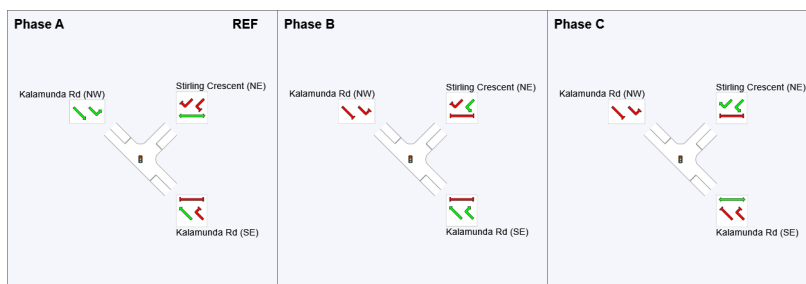 Phase A REF
Kalamunda Rd (NW)
Stirling Crescent (NE)
Kalamunda Rd (SE)
Phase B
Kalamunda Rd (NW)
Stirling Crescent (NE)
Kalamunda Rd (SE)
Phase C
Kalamunda Rd (NW)
Stirling Crescent (NE)
Kalamunda Rd (SE)